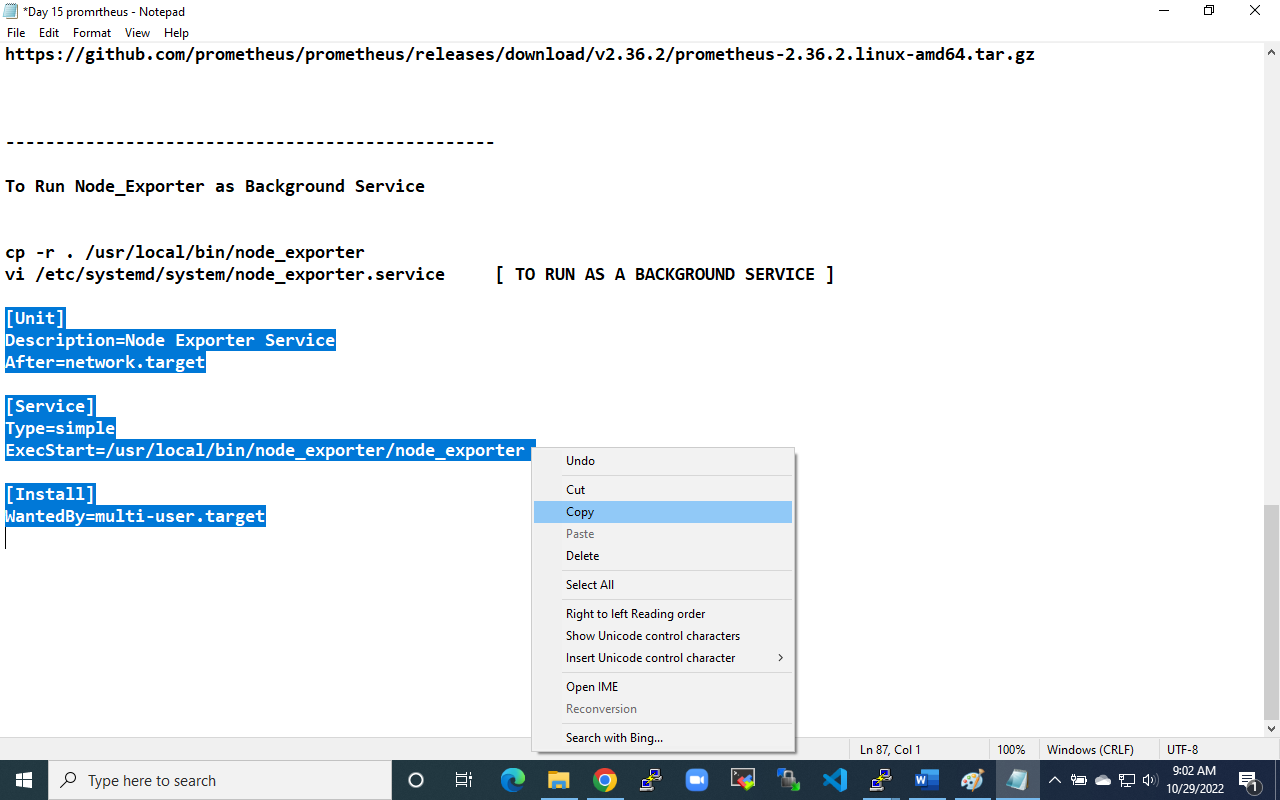 *Day 15 promrtheus - Notepad
File Edit Format View Help
https://github.com/prometheus/prometheus/releases/download/v2.36.2/prometheus-2.36.2.linux-amd64.tar.gz
-------------------------------------------------
To Run Node_Exporter as Background Service
cp -r . /usr/local/bin/node_exporter
vi /etc/systemd/system/node_exporter.service     [ TO RUN AS A BACKGROUND SERVICE ]
[Unit]
Description=Node Exporter Service
After=network.target
[Service]
Type=simple
ExecStart=/usr/local/bin/node_exporter/node_exporter
[Install]
WantedBy=multi-user.target
Undo
Cut
Copy
Paste
Delete
Select All
Right to left Reading order
Show Unicode control characters
Insert Unicode control character
Open IME
Reconversion
Search with Bing...
Ln 87, Col 1 100% Windows (CRLF) UTF-8
Type here to search
9:02 AM
10/29/2022
1